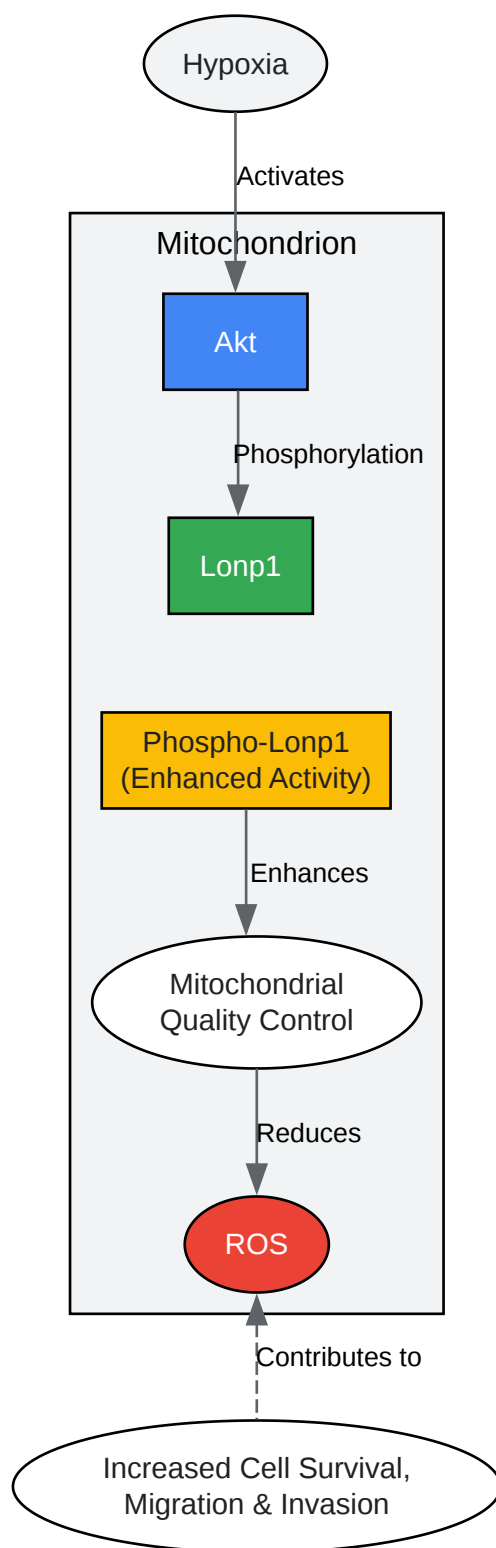 Hypoxia
Activates
Mitochondrion
Akt
Phosphorylation
Lonp1
Phospho-Lonp1
(Enhanced Activity)
Enhances
Mitochondrial
Quality Control
Reduces
ROS
Contributes to
Increased Cell Survival,
Migration & Invasion